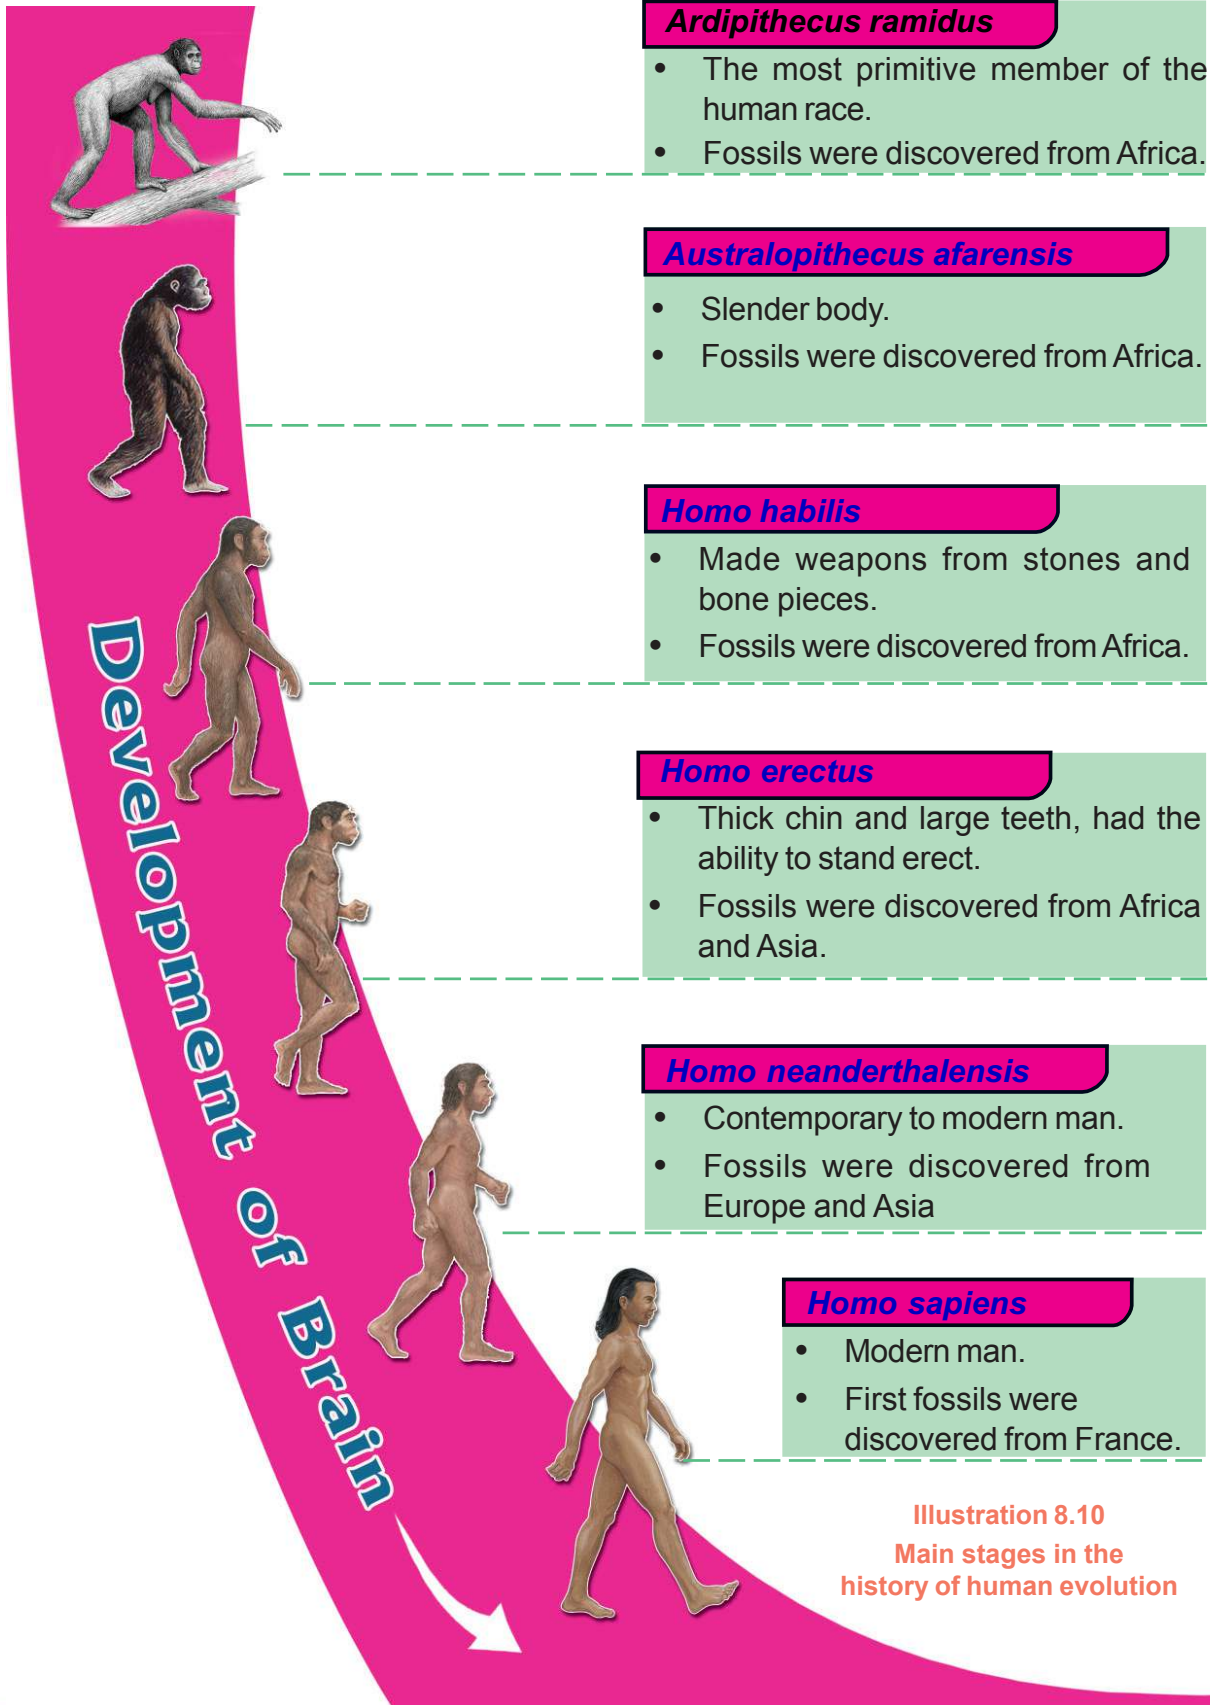 Ardipithecus ramidus
• The most primitive member of the
human race.
• Fossils were discovered from Africa.
Australopithecus afarensis
• Slender body.
• Fossils were discovered from Africa.
Homo habilis
• Made weapons from stones and
bone pieces.
• Fossils were discovered from Africa.
Homo erectus
• Thick chin and large teeth, had the
ability to stand erect.
• Fossils were discovered from Africa
and Asia.
Homo neanderthalensis
• Contemporary to modern man.
• Fossils were discovered from
Europe and Asia
Homo sapiens
• Modern man.
• First fossils were
discovered from France.
Development of Brain
Illustration 8.10
Main stages in the
history of human evolution